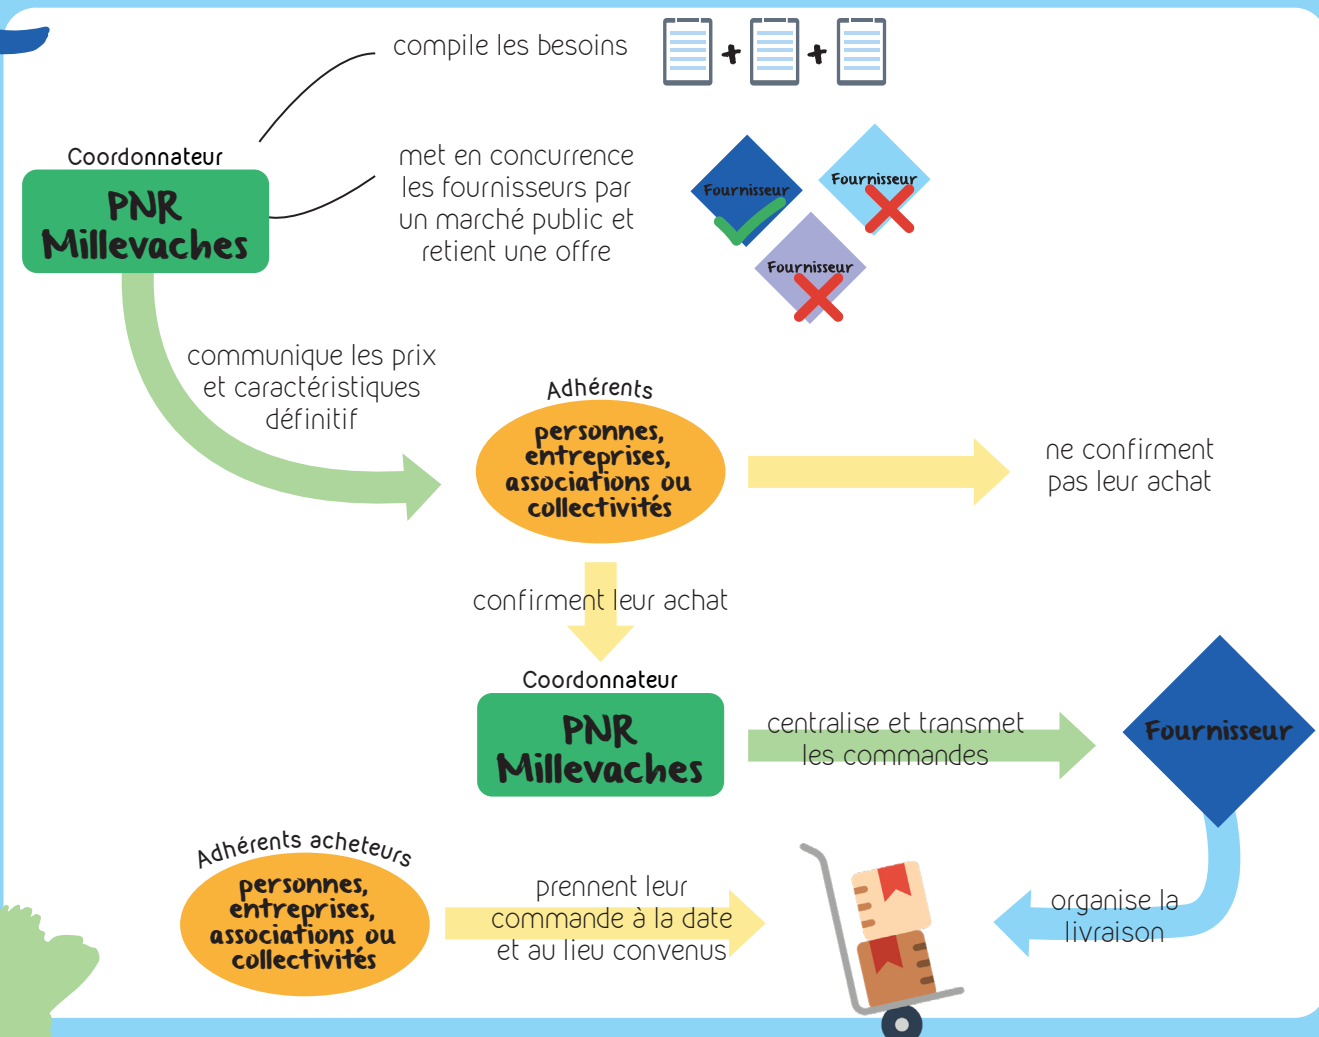 compile les besoins
+ +
Coordonnateur
PNR
Millevaches
met en concurrence
les fournisseurs par
un marché public et
retient une offre
Fournisseur
Fournisseur
Fournisseur
communique les prix
et caractéristiques
définitif
Adhérents
personnes,
entreprises,
associations ou
collectivités
ne confirment
pas leur achat
confirment leur achat
Coordonnateur
PNR
Millevaches
centralise et transmet
les commandes
Fournisseur
Adhérents acheteurs
personnes,
entreprises,
associations ou
collectivités
prennent leur
commande à la date
et au lieu convenus
organise la
livraison